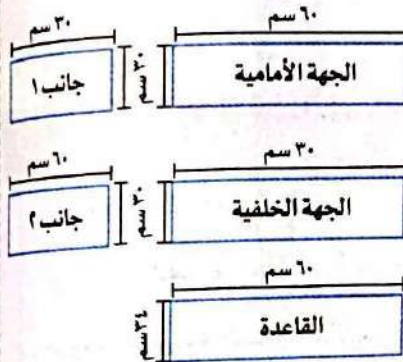 ٦٠ سم
٣٠ سم
الجهة الأمامية
٣٠ سم
جانب ١
٣٠ سم
٦٠ سم
الجهة الخلفية
٣٠ سم
جانب ٢
٦٠ سم
القاعدة
٣٤ سم